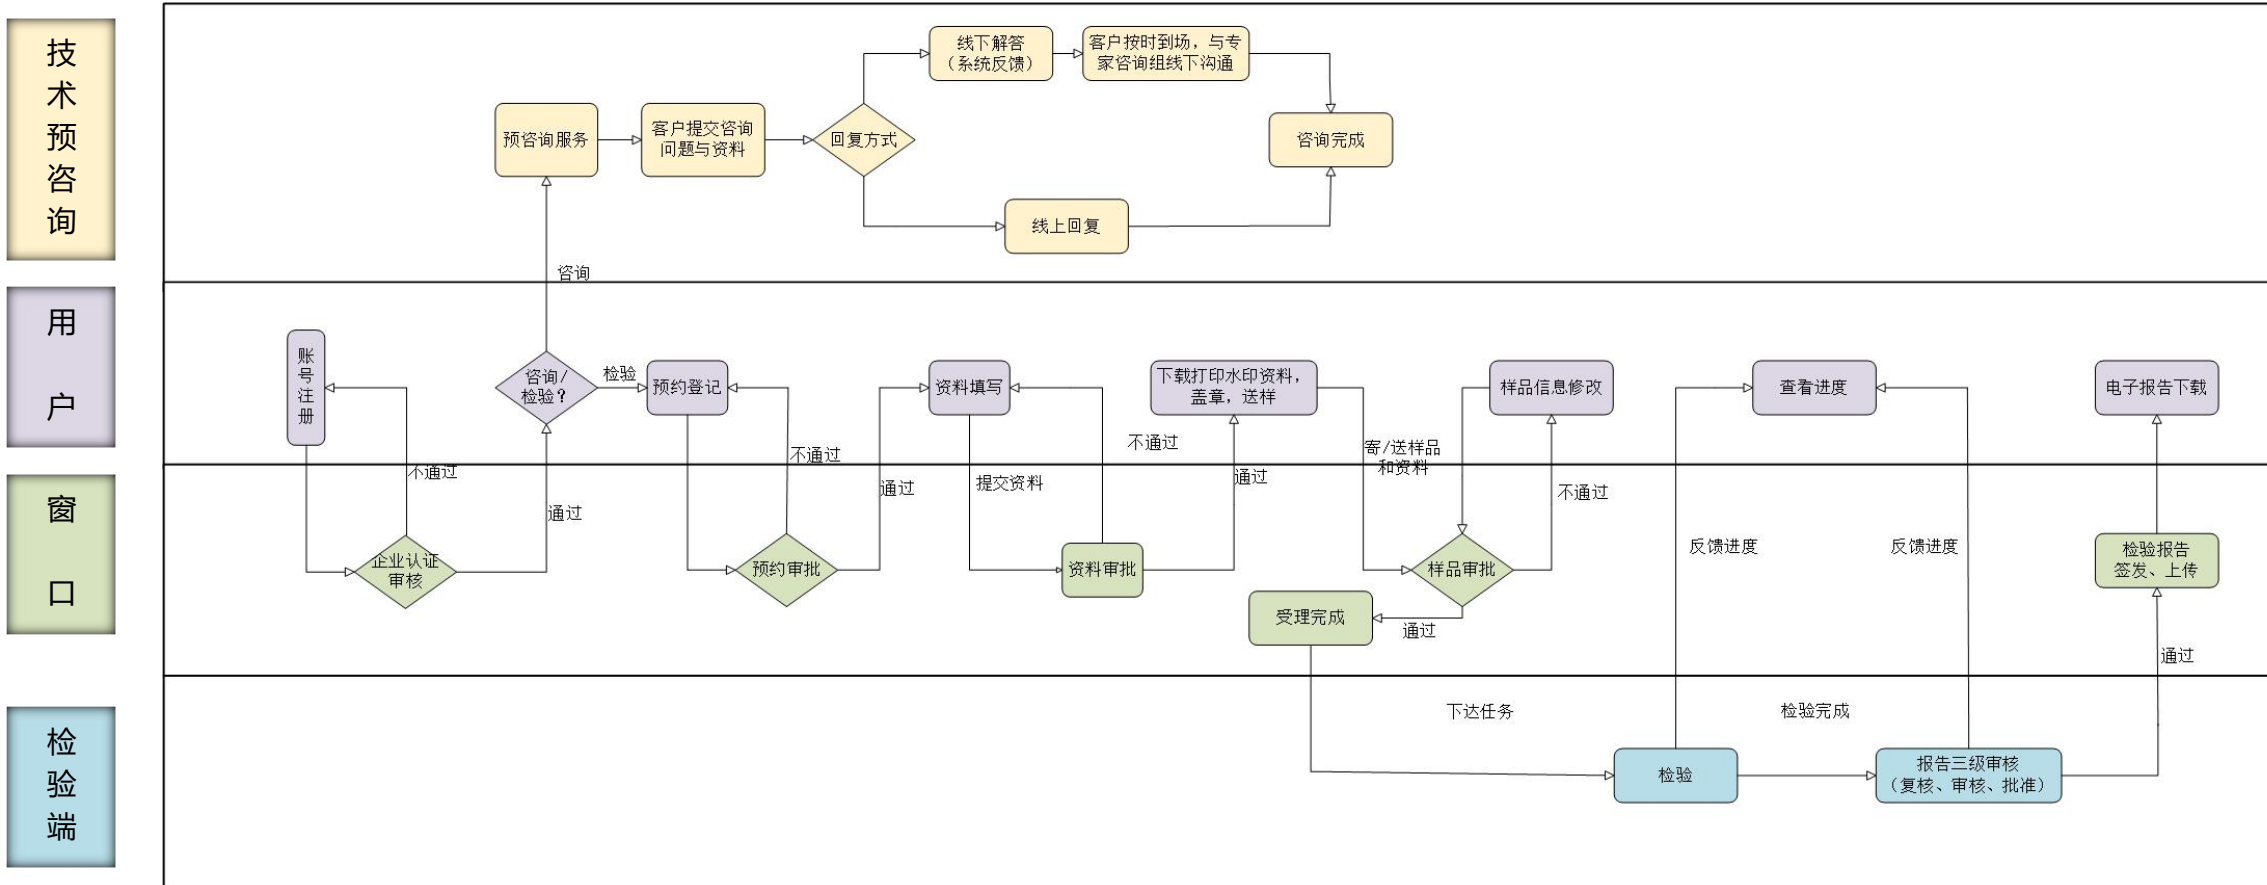 技
术
预
咨
询
线下解答
（系统反馈）
客户按时到场，与专
家咨询组线下沟通
预咨询服务
客户提交咨询
问题与资料
回复方式
咨询完成
线上回复
咨询
用
户
账
号
注
册
咨询/
检验？
检验
预约登记
资料填写
下载打印水印资料，
盖章，送样
样品信息修改
查看进度
电子报告下载
不通过
不通过
不通过
寄/送样品
和资料
窗
口
通过
通过
提交资料
通过
不通过
企业认证
审核
预约审批
资料审批
样品审批
反馈进度
反馈进度
检验报告
签发、上传
受理完成
通过
通过
检
验
端
下达任务
检验完成
检验
报告三级审核
（复核、审核、批准）